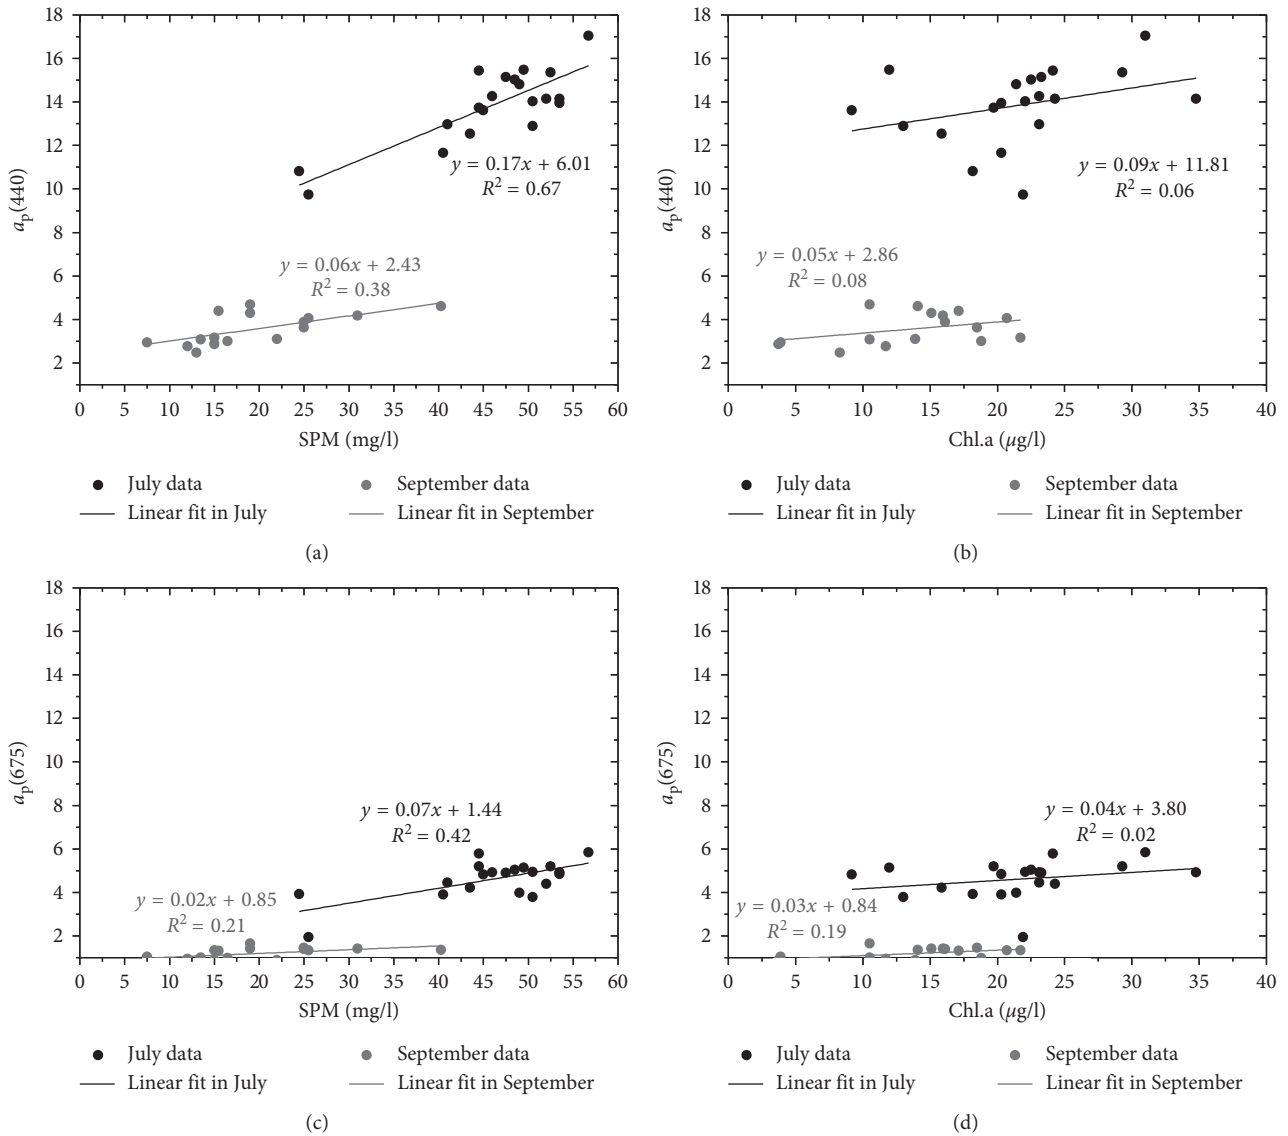 18
16
14
12
10
8
6
4
2
a_p(440)
y = 0.17x + 6.01
R² = 0.67
y = 0.06x + 2.43
R² = 0.38
0 5 10 15 20 25 30 35 40 45 50 55 60
SPM (mg/l)
July data
September data
Linear fit in July
Linear fit in September
(a)
18
16
14
12
10
8
6
4
2
a_p(440)
y = 0.09x + 11.81
R² = 0.06
y = 0.05x + 2.86
R² = 0.08
0 5 10 15 20 25 30 35 40
Chl.a (μg/l)
July data
September data
Linear fit in July
Linear fit in September
(b)
18
16
14
12
10
8
6
4
2
a_p(675)
y = 0.07x + 1.44
R² = 0.42
y = 0.02x + 0.85
R² = 0.21
0 5 10 15 20 25 30 35 40 45 50 55 60
SPM (mg/l)
July data
September data
Linear fit in July
Linear fit in September
(c)
18
16
14
12
10
8
6
4
2
a_p(675)
y = 0.04x + 3.80
R² = 0.02
y = 0.03x + 0.84
R² = 0.19
0 5 10 15 20 25 30 35 40
Chl.a (μg/l)
July data
September data
Linear fit in July
Linear fit in September
(d)